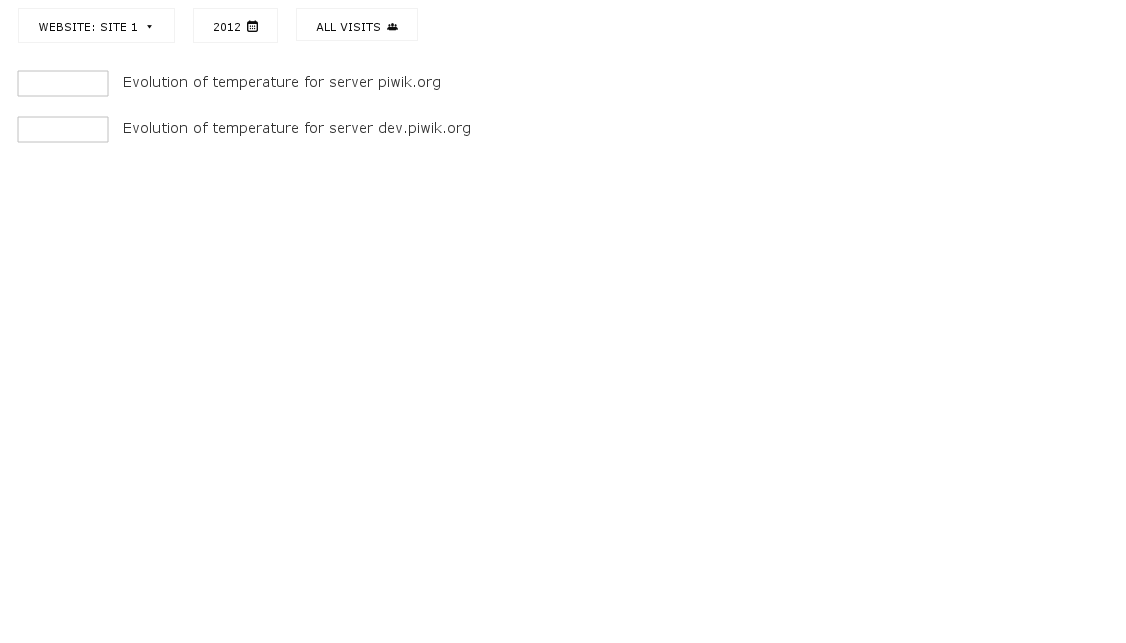 WEBSITE: SITE 1 2012 ALL VISITS
Evolution of temperature for server piwik.org
Evolution of temperature for server dev.piwik.org